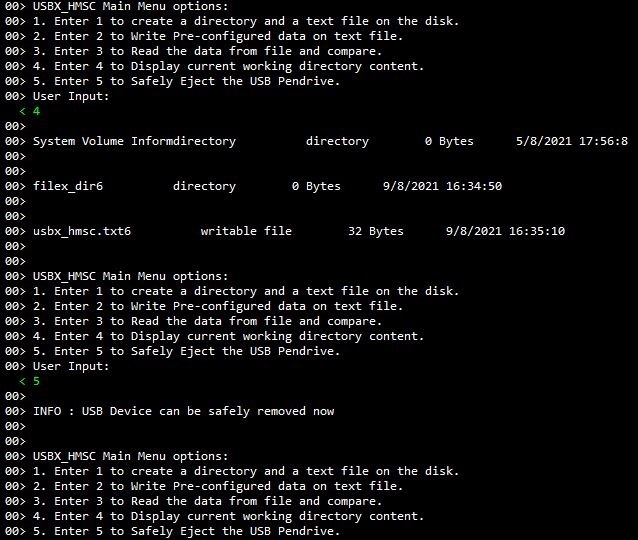 00> USBX_HMSC Main Menu options:
00> 1. Enter 1 to create a directory and a text file on the disk.
00> 2. Enter 2 to Write Pre-configured data on text file.
00> 3. Enter 3 to Read the data from file and compare.
00> 4. Enter 4 to Display current working directory content.
00> 5. Enter 5 to Safely Eject the USB Pendrive.
00> User Input:
< 4
00>
00> System Volume Informdirectory directory 0 Bytes 5/8/2021 17:56:8
00>
00>
00> filex_dir6 directory 0 Bytes 9/8/2021 16:34:50
00>
00>
00> usbx_hmsc.txt6 writable file 32 Bytes 9/8/2021 16:35:10
00>
00>
00> USBX_HMSC Main Menu options:
00> 1. Enter 1 to create a directory and a text file on the disk.
00> 2. Enter 2 to Write Pre-configured data on text file.
00> 3. Enter 3 to Read the data from file and compare.
00> 4. Enter 4 to Display current working directory content.
00> 5. Enter 5 to Safely Eject the USB Pendrive.
00> User Input:
< 5
00>
00> INFO : USB Device can be safely removed now
00>
00>
00> USBX_HMSC Main Menu options:
00> 1. Enter 1 to create a directory and a text file on the disk.
00> 2. Enter 2 to Write Pre-configured data on text file.
00> 3. Enter 3 to Read the data from file and compare.
00> 4. Enter 4 to Display current working directory content.
00> 5. Enter 5 to Safely Eject the USB Pendrive.